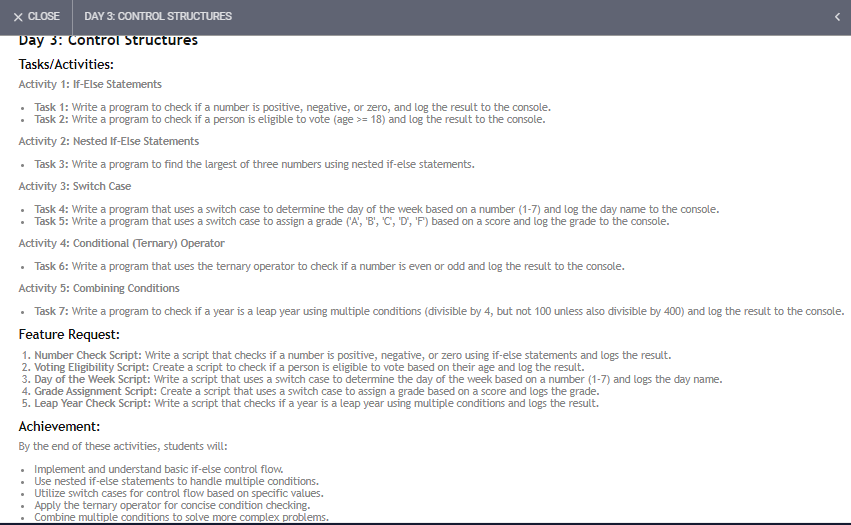 × CLOSE DAY 3: CONTROL STRUCTURES
Day 3: Control Structures
Tasks/Activities:
Activity 1: If-Else Statements
• Task 1: Write a program to check if a number is positive, negative, or zero, and log the result to the console.
• Task 2: Write a program to check if a person is eligible to vote (age >= 18) and log the result to the console.
Activity 2: Nested If-Else Statements
• Task 3: Write a program to find the largest of three numbers using nested if-else statements.
Activity 3: Switch Case
• Task 4: Write a program that uses a switch case to determine the day of the week based on a number (1-7) and log the day name to the console.
• Task 5: Write a program that uses a switch case to assign a grade ('A', 'B', 'C', 'D', 'F') based on a score and log the grade to the console.
Activity 4: Conditional (Ternary) Operator
• Task 6: Write a program that uses the ternary operator to check if a number is even or odd and log the result to the console.
Activity 5: Combining Conditions
• Task 7: Write a program to check if a year is a leap year using multiple conditions (divisible by 4, but not 100 unless also divisible by 400) and log the result to the console.
Feature Request:
1. Number Check Script: Write a script that checks if a number is positive, negative, or zero using if-else statements and logs the result.
2. Voting Eligibility Script: Create a script to check if a person is eligible to vote based on their age and log the result.
3. Day of the Week Script: Write a script that uses a switch case to determine the day of the week based on a number (1-7) and logs the day name.
4. Grade Assignment Script: Create a script that uses a switch case to assign a grade based on a score and logs the grade.
5. Leap Year Check Script: Write a script that checks if a year is a leap year using multiple conditions and logs the result.
Achievement:
By the end of these activities, students will:
• Implement and understand basic if-else control flow.
• Use nested if-else statements to handle multiple conditions.
• Utilize switch cases for control flow based on specific values.
• Apply the ternary operator for concise condition checking.
• Combine multiple conditions to solve more complex problems.